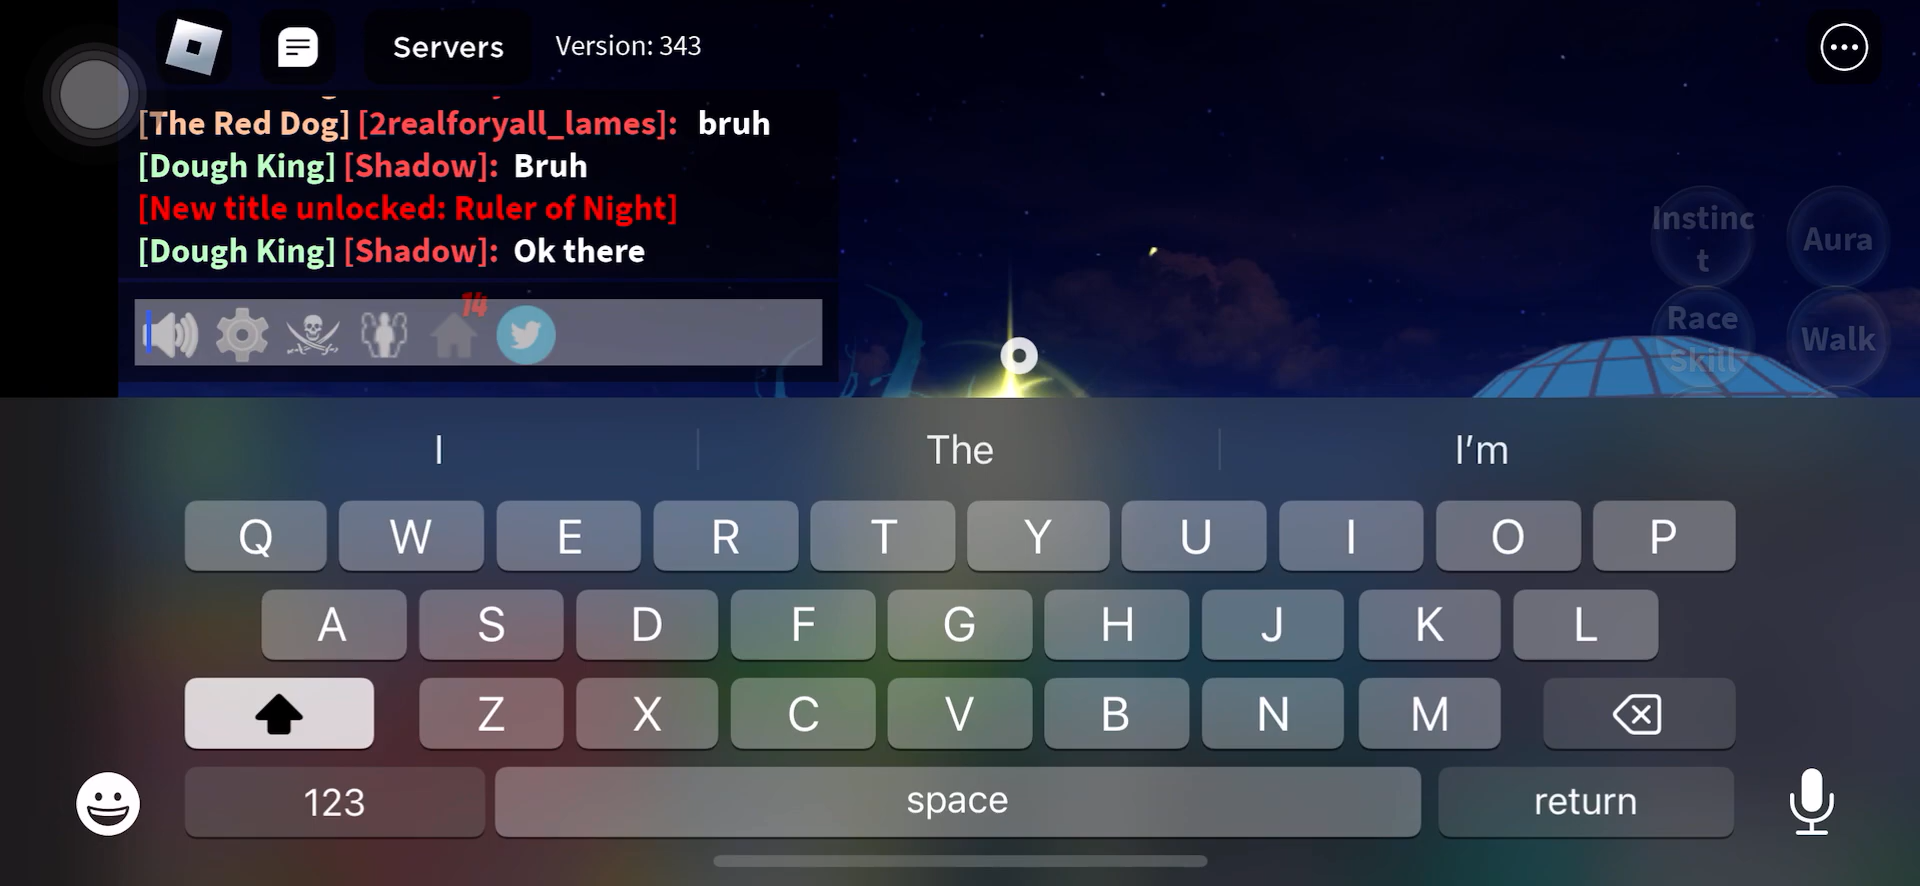 Servers
Version: 343
[The Red Dog] [2realforyall_lames]: bruh
[Dough King] [Shadow]: Bruh
[New title unlocked: Ruler of Night]
[Dough King] [Shadow]: Ok there
14
Instinc
t
Aura
Race
Skill
Walk
I
The
I'm
Q W E R T Y U I O P
A S D F G H J K L
Z X C V B N M
123
space
return